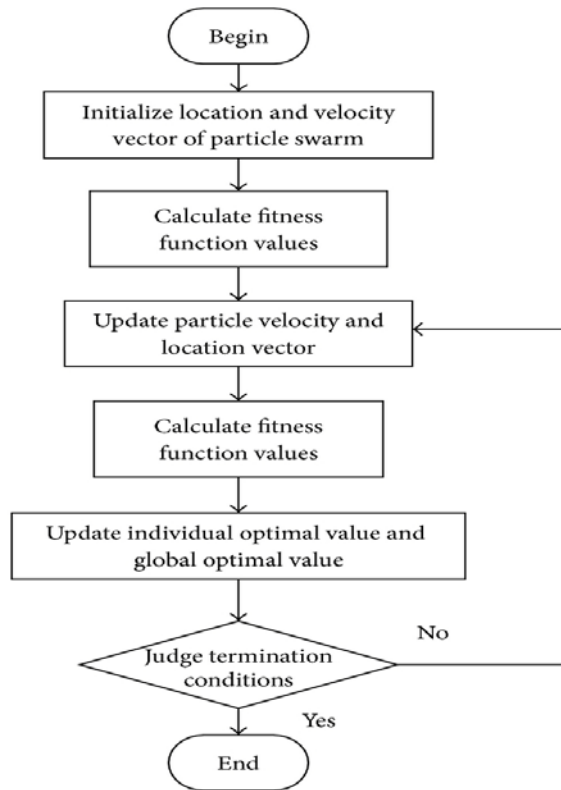 Begin
Initialize location and velocity
vector of particle swarm
Calculate fitness
function values
Update particle velocity and
location vector
Calculate fitness
function values
Update individual optimal value and
global optimal value
Judge termination
conditions
No
Yes
End